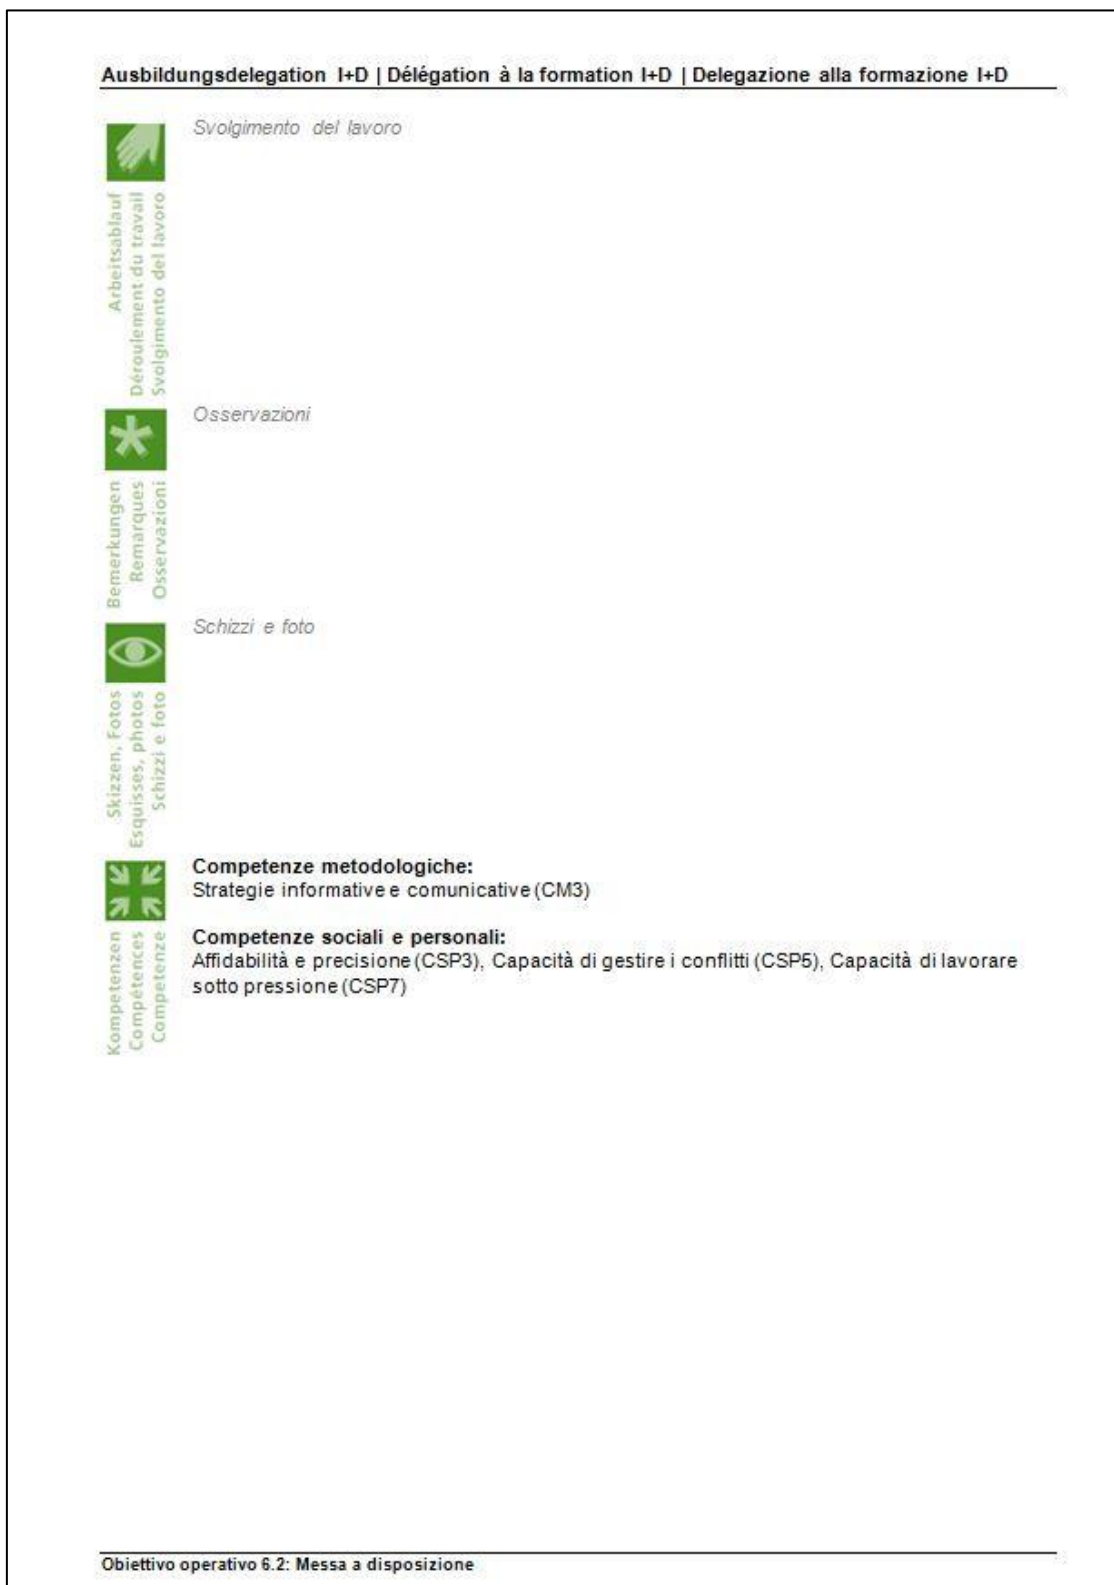 Ausbildungsdelegation I+D | Délégation à la formation I+D | Delegazione alla formazione I+D
Svolgimento del lavoro
Arbeitsablauf
Déroulement du travail
Svolgimento del lavoro
Osservazioni
Bemerkungen
Remarques
Osservazioni
Schizzi e foto
Skizzen, Fotos
Esquisses, photos
Schizzi e foto
Competenze metodologiche:
Strategie informative e comunicative (CM3)
Competenze sociali e personali:
Affidabilità e precisione (CSP3), Capacità di gestire i conflitti (CSP5), Capacità di lavorare
sotto pressione (CSP7)
Kompetenzen
Compétences
Competenze
Obiettivo operativo 6.2: Messa a disposizione